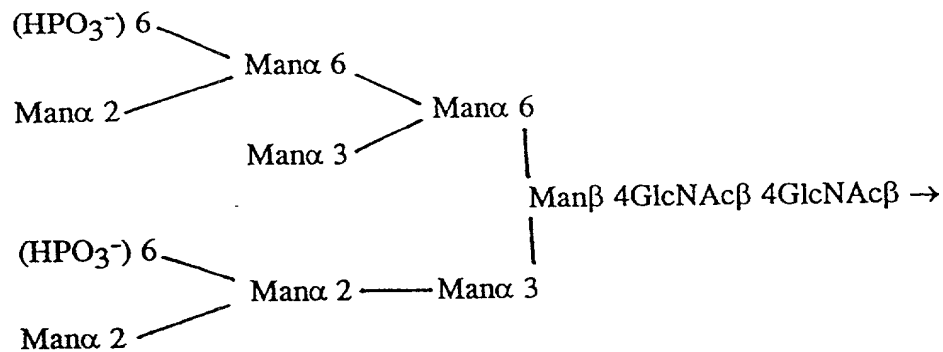 (HPO₃⁻) 6
Manα 6
Manα 2
Manα 6
Manα 3
Manβ 4GlcNAcβ 4GlcNAcβ →
(HPO₃⁻) 6
Manα 2 Manα 3
Manα 2